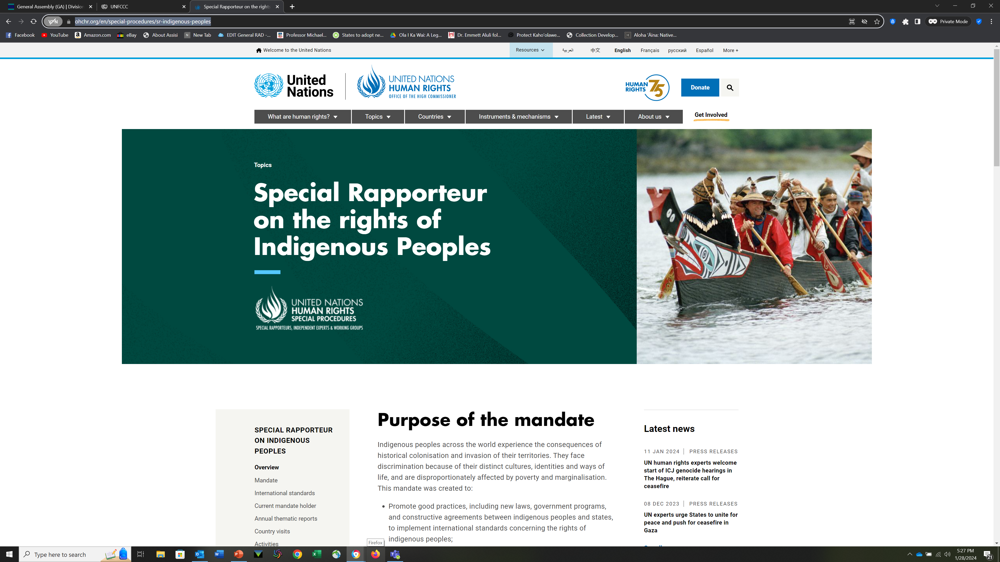 General Assembly (GA) | Division
UNFCCC
Special Rapporteur on the rights
VPN
ohchr.org/en/special-procedures/sr-indigenous-peoples
Private Mode
Facebook
YouTube
Amazon.com
eBay
About Assisi
N New Tab
EDIT General RAD -...
Professor Michael...
States to adopt ne...
Ola I Ka Wai: A Leg...
Dr. Emmett Aluli fol...
Protect Kahoʻolawe...
Collection Develop...
H Aloha ʻĀina: Native...
Welcome to the United Nations
Resources
العربية
中文
English
Français
русский
Español
More +
United
Nations
UNITED NATIONS
HUMAN RIGHTS
OFFICE OF THE HIGH COMMISSIONER
HUMAN
RIGHTS
75
Donate
What are human rights?
Topics
Countries
Instruments & mechanisms
Latest
About us
Get Involved
Topics
Special Rapporteur
on the rights of
Indigenous Peoples
UNITED NATIONS
HUMAN RIGHTS
SPECIAL PROCEDURES
SPECIAL RAPPORTEURS, INDEPENDENT EXPERTS & WORKING GROUPS
SPECIAL RAPPORTEUR
ON INDIGENOUS
PEOPLES
Overview
Mandate
International standards
Current mandate holder
Annual thematic reports
Country visits
Activities
Purpose of the mandate
Indigenous peoples across the world experience the consequences of
historical colonisation and invasion of their territories. They face
discrimination because of their distinct cultures, identities and ways of
life, and are disproportionately affected by poverty and marginalisation.
This mandate was created to:
• Promote good practices, including new laws, government programs,
and constructive agreements between indigenous peoples and states,
to implement international standards concerning the rights of
indigenous peoples;
Latest news
11 JAN 2024 | PRESS RELEASES
UN human rights experts welcome
start of ICJ genocide hearings in
The Hague, reiterate call for
ceasefire
08 DEC 2023 | PRESS RELEASES
UN experts urge States to unite for
peace and push for ceasefire in
Gaza
Firefox
Type here to search
5:27 PM
1/28/2024
21